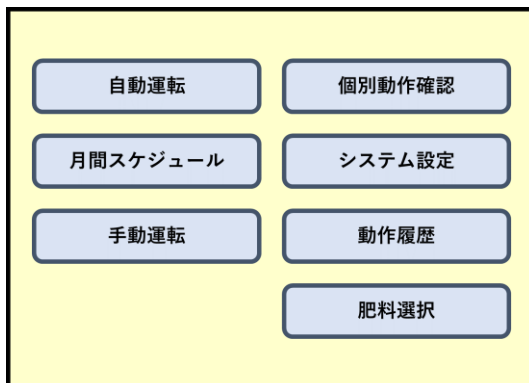 自動運転
個別動作確認
月間スケジュール
システム設定
手動運転
動作履歴
肥料選択